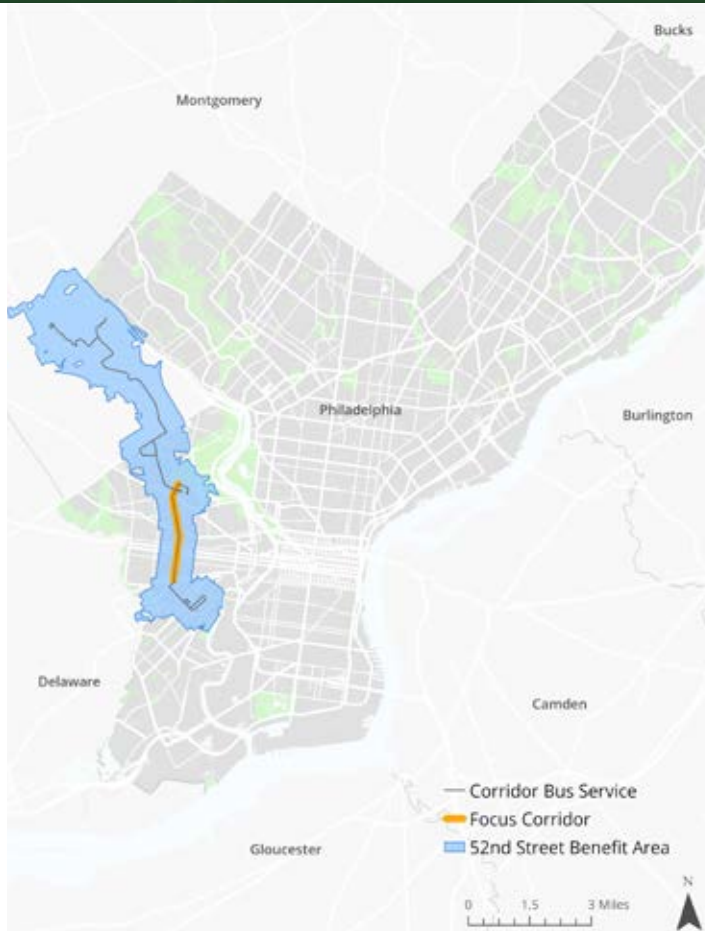 Bucks
Montgomery
Philadelphia
Burlington
Delaware
Camden
Corridor Bus Service
Focus Corridor
52nd Street Benefit Area
Gloucester
N
0 1.5 3 Miles